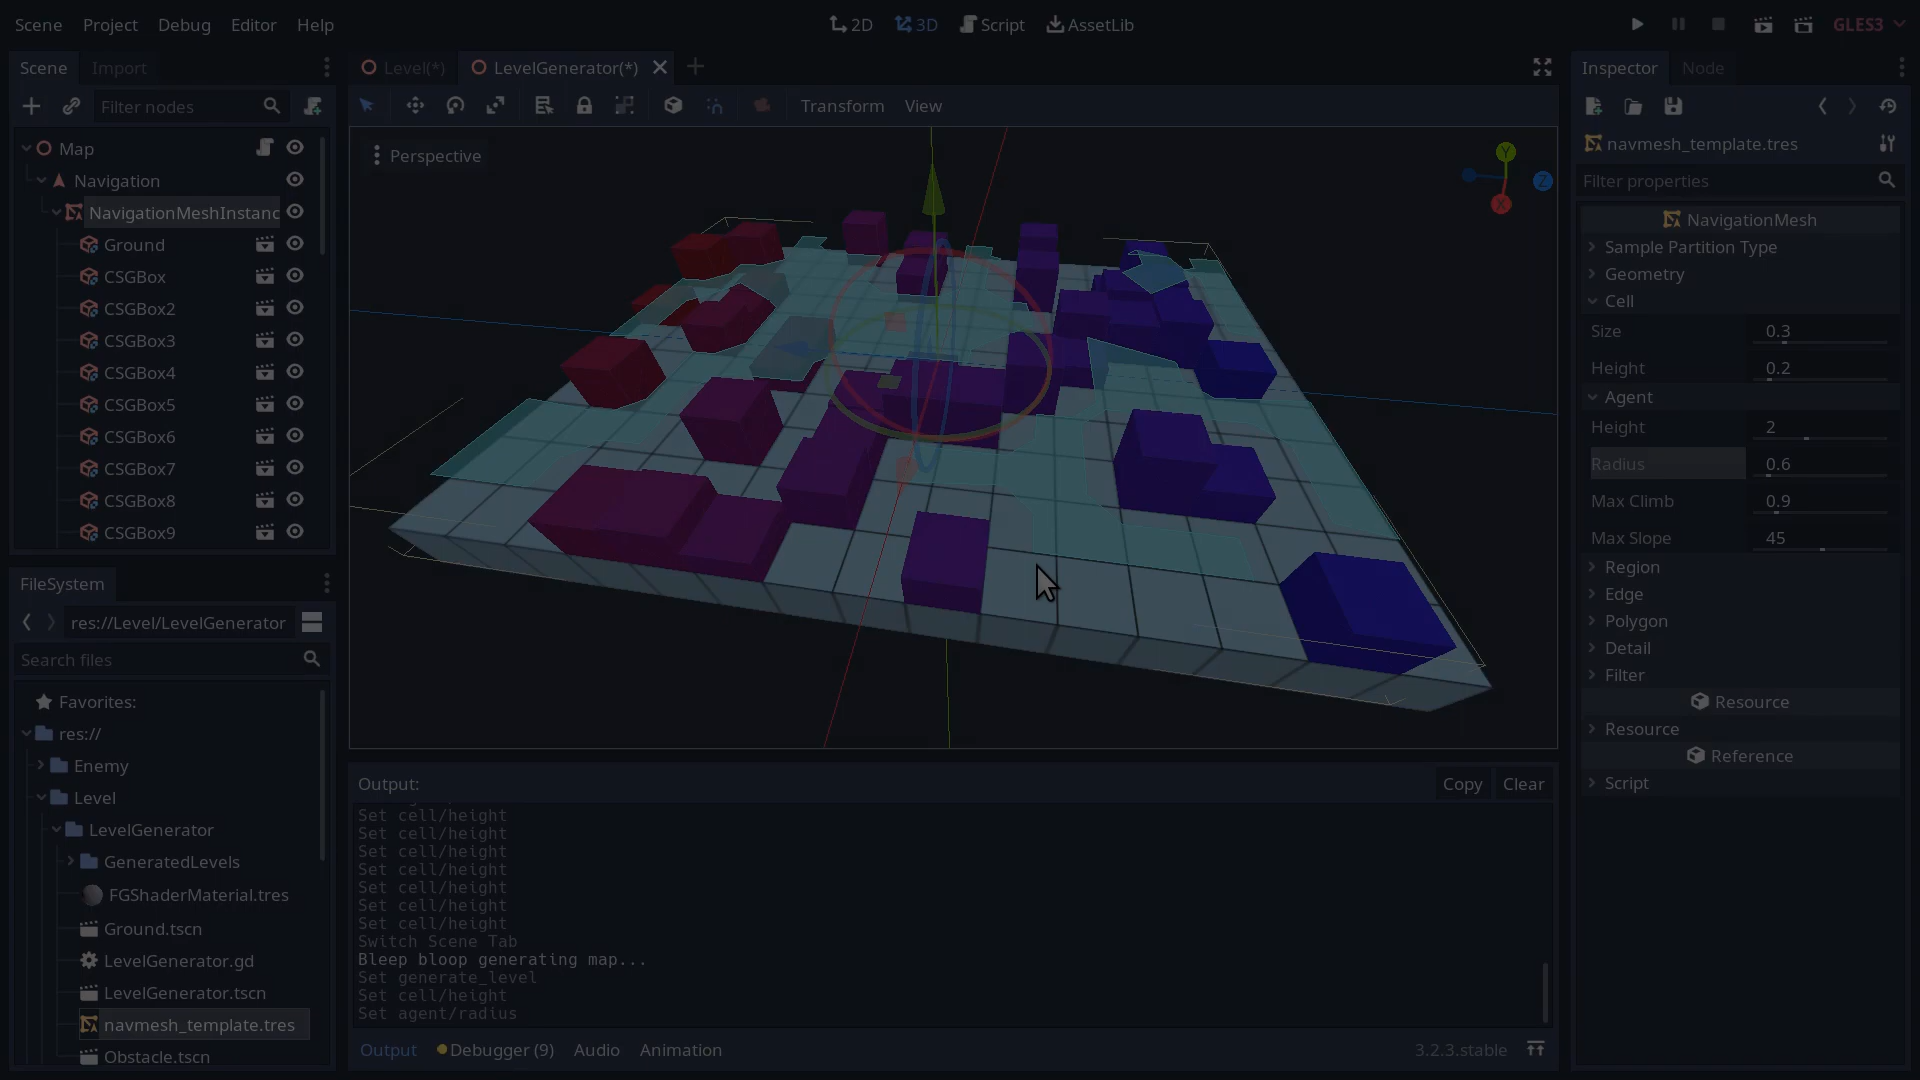 Scene Project Debug Editor Help
2D 3D Script AssetLib
GLES3
Scene Import
Filter nodes
Map
Navigation
NavigationMeshInstanc
Ground
CSGBox
CSGBox2
CSGBox3
CSGBox4
CSGBox5
CSGBox6
CSGBox7
CSGBox8
CSGBox9
FileSystem
res://Level/LevelGenerator
Search files
Favorites:
res://
Enemy
Level
LevelGenerator
GeneratedLevels
FGShaderMaterial.tres
Ground.tscn
LevelGenerator.gd
LevelGenerator.tscn
navmesh_template.tres
Obstacle.tscn
Level(*) LevelGenerator(*)
Transform View
Perspective
Y
Z
X
Output:
Copy Clear
Set cell/height
Set cell/height
Set cell/height
Set cell/height
Set cell/height
Set cell/height
Set cell/height
Switch Scene Tab
Bleep bloop generating map...
Set generate_level
Set cell/height
Set agent/radius
Output Debugger (9) Audio Animation
3.2.3.stable
Inspector Node
navmesh_template.tres
Filter properties
NavigationMesh
Sample Partition Type
Geometry
Cell
Size 0.3
Height 0.2
Agent
Height 2
Radius 0.6
Max Climb 0.9
Max Slope 45
Region
Edge
Polygon
Detail
Filter
Resource
Resource
Reference
Script